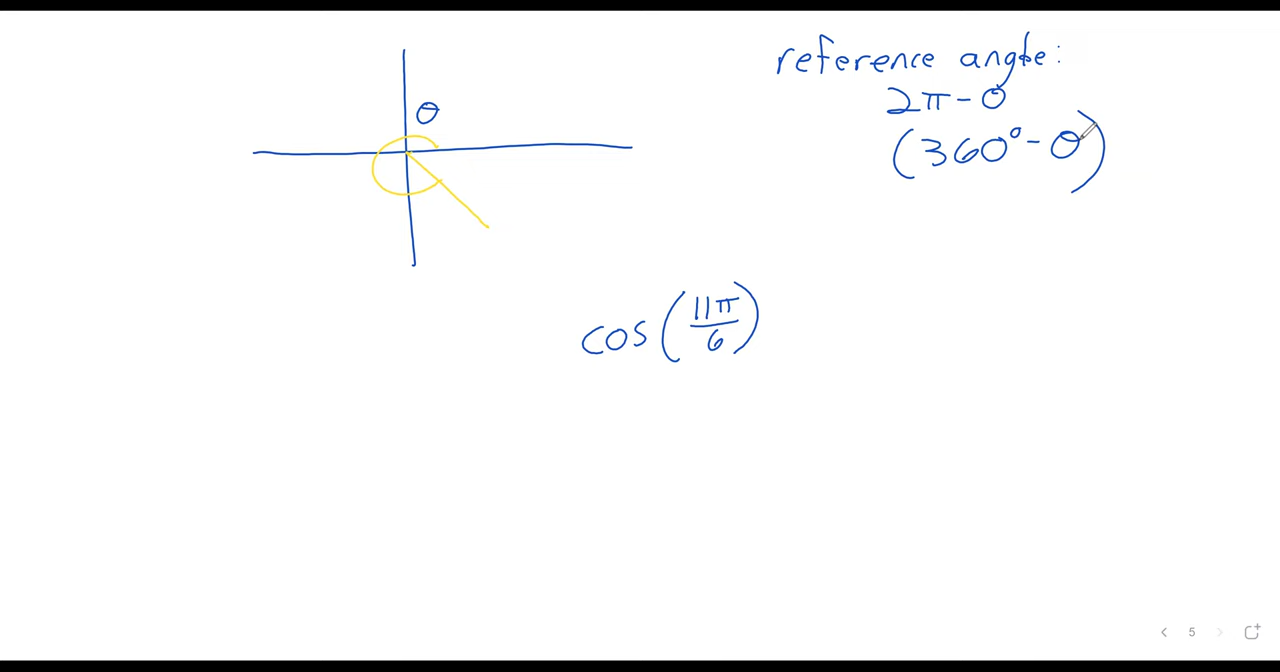 θ
reference angle:
2π - θ
(360° - θ)
cos(11π/6)
5